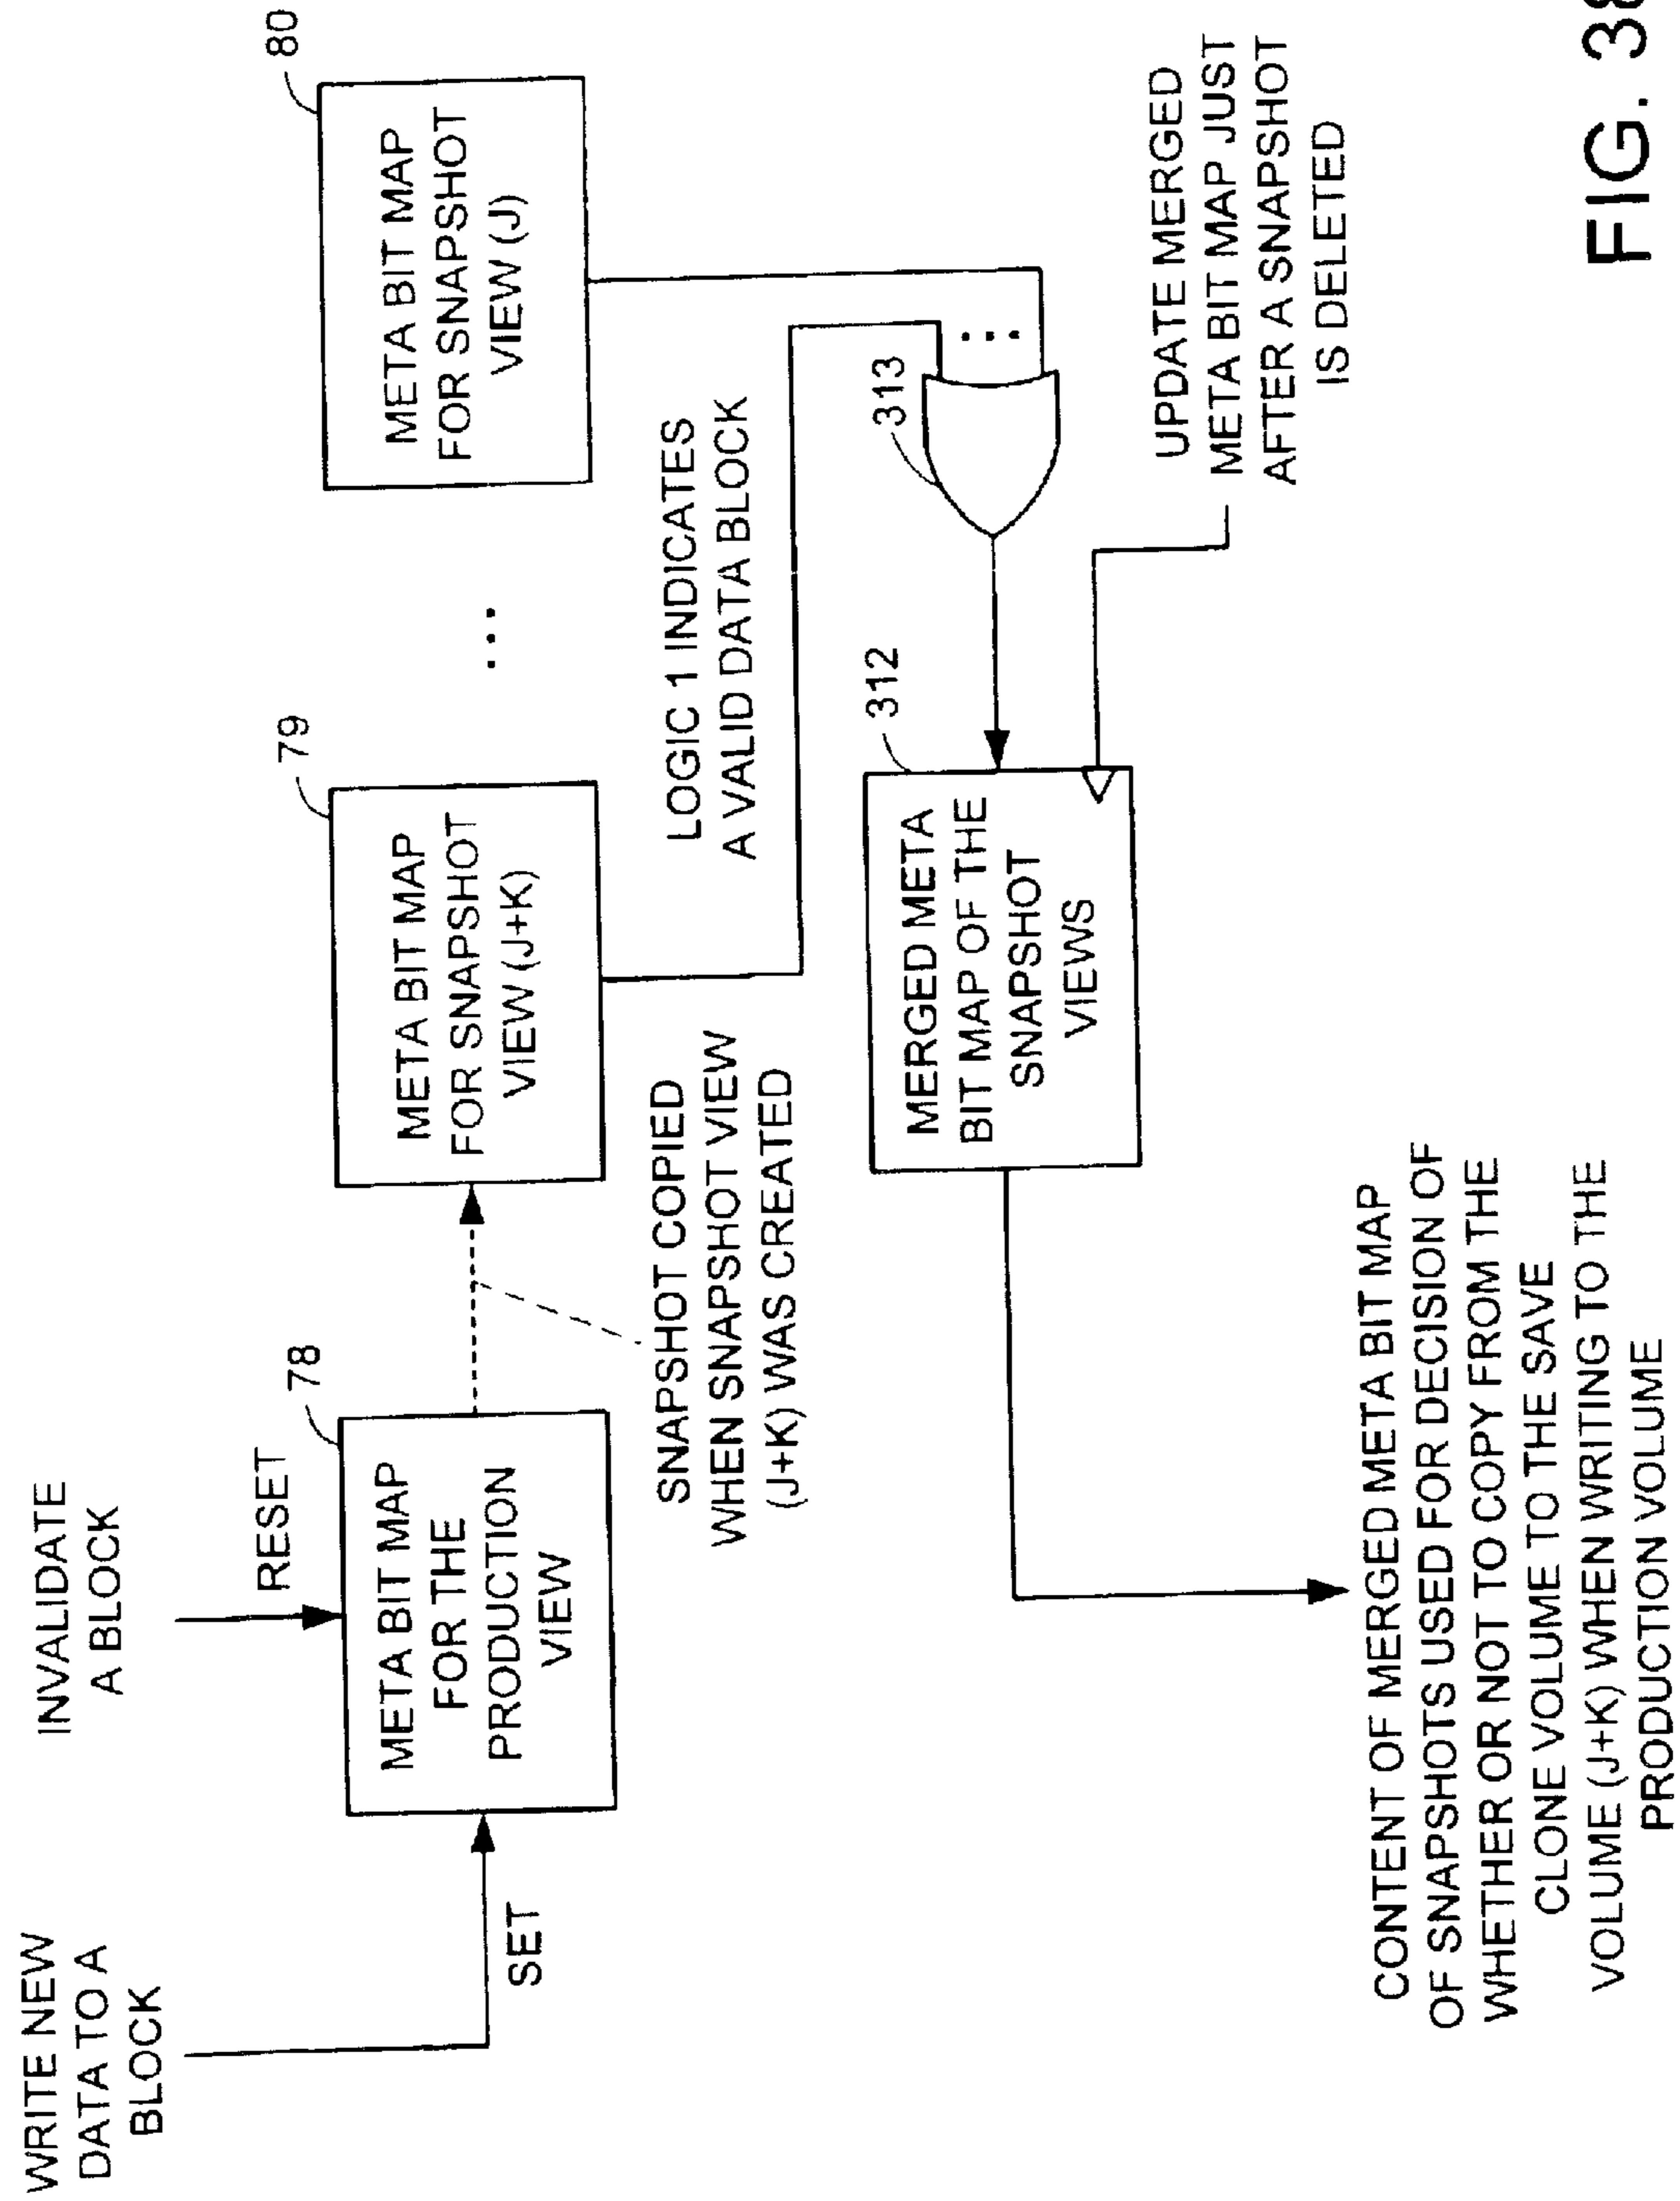 WRITE NEW
DATA TO A
BLOCK
INVALIDATE
A BLOCK
RESET
SET
78
META BIT MAP
FOR THE
PRODUCTION
VIEW
SNAPSHOT COPIED
WHEN SNAPSHOT VIEW
(J+K) WAS CREATED
79
META BIT MAP
FOR SNAPSHOT
VIEW (J+K)
...
80
META BIT MAP
FOR SNAPSHOT
VIEW (J)
LOGIC 1 INDICATES
A VALID DATA BLOCK
...
313
312
MERGED META
BIT MAP OF THE
SNAPSHOT
VIEWS
UPDATE MERGED
META BIT MAP JUST
AFTER A SNAPSHOT
IS DELETED
CONTENT OF MERGED META BIT MAP
OF SNAPSHOTS USED FOR DECISION OF
WHETHER OR NOT TO COPY FROM THE
CLONE VOLUME TO THE SAVE
VOLUME (J+K) WHEN WRITING TO THE
PRODUCTION VOLUME
FIG. 38